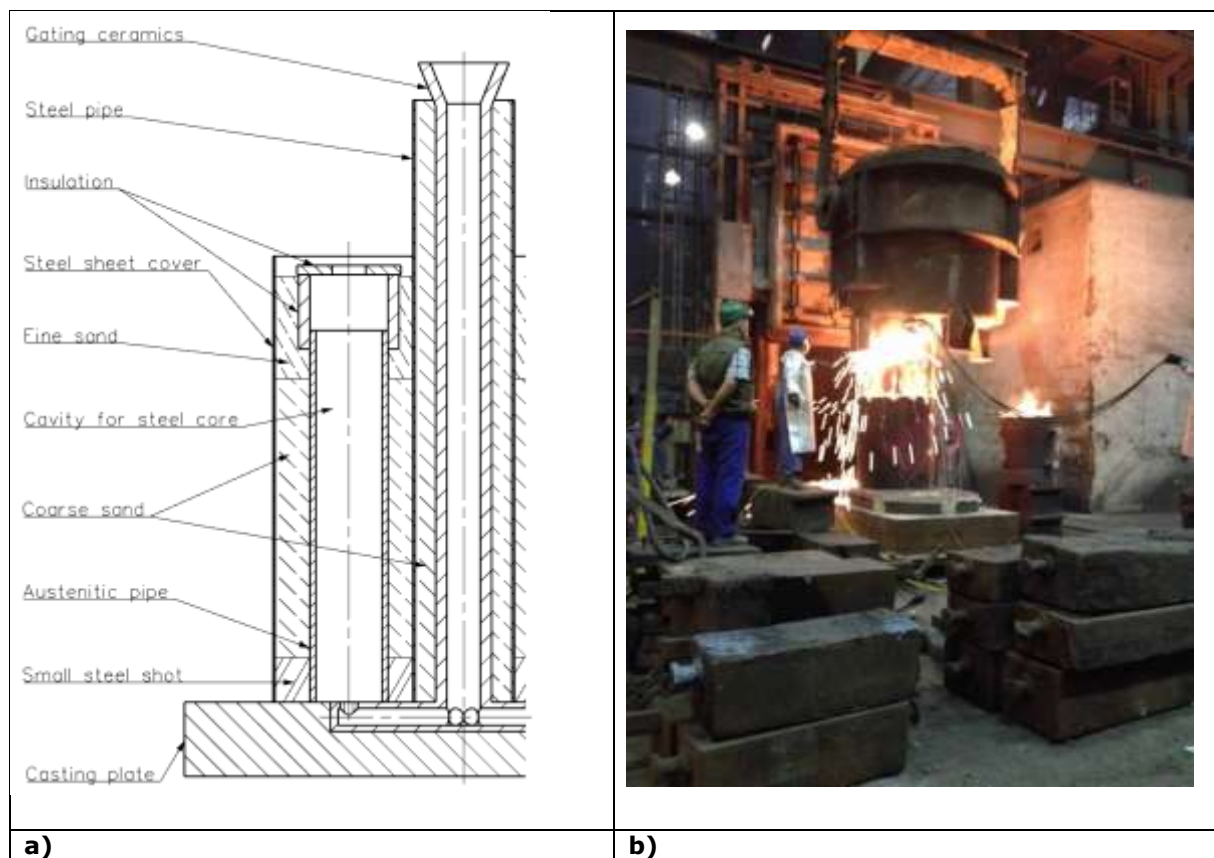 Gating ceramics
Steel pipe
Insulation
Steel sheet cover
Fine sand
Cavity for steel core
Coarse sand
Austenitic pipe
Small steel shot
Casting plate
a)
b)